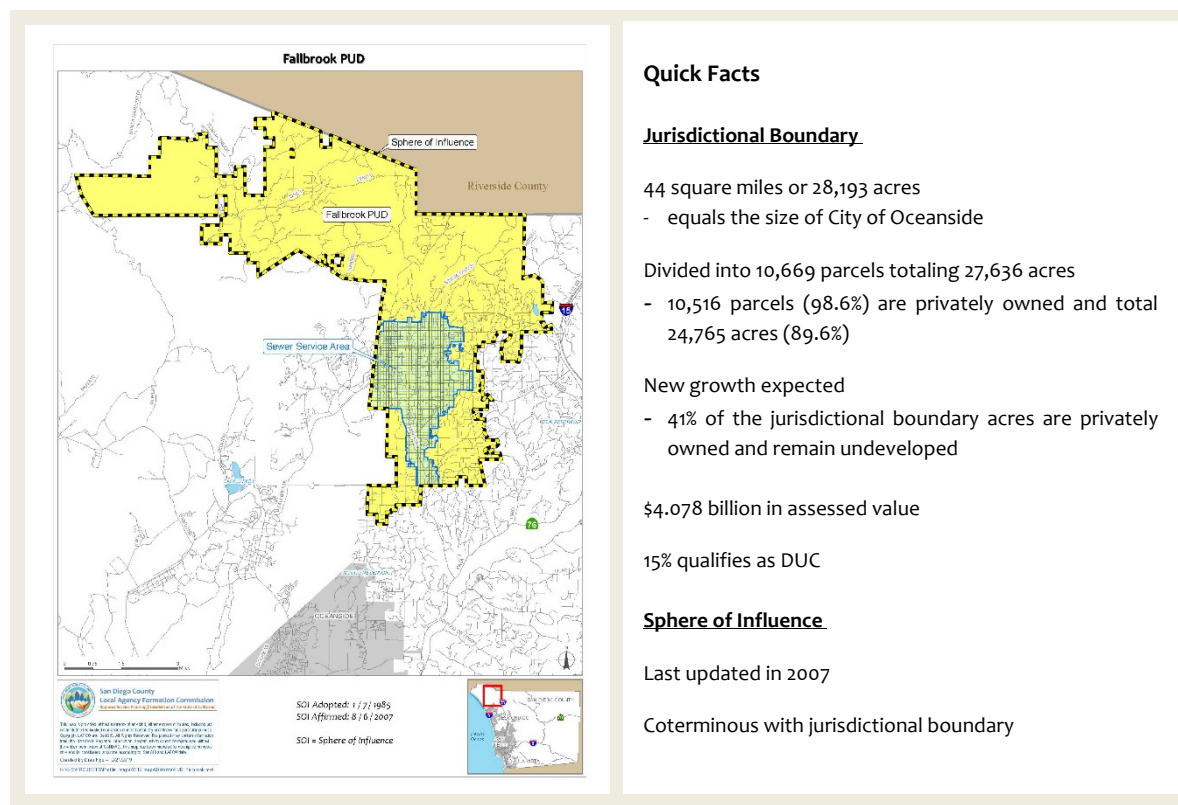 Fallbrook PUD
Sphere of Influence
Riverside County
Fallbrook PUD
15
Sewer Service Area
76
OCEANSIDE
San Diego County
Local Agency Formation Commission
SOI Adopted: 1 / 7 / 1985
SOI Affirmed: 8 / 6 / 2007
SOI = Sphere of Influence
Quick Facts
Jurisdictional Boundary
44 square miles or 28,193 acres
- equals the size of City of Oceanside
Divided into 10,669 parcels totaling 27,636 acres
- 10,516 parcels (98.6%) are privately owned and total
24,765 acres (89.6%)
New growth expected
- 41% of the jurisdictional boundary acres are privately
owned and remain undeveloped
$4.078 billion in assessed value
15% qualifies as DUC
Sphere of Influence
Last updated in 2007
Coterminous with jurisdictional boundary